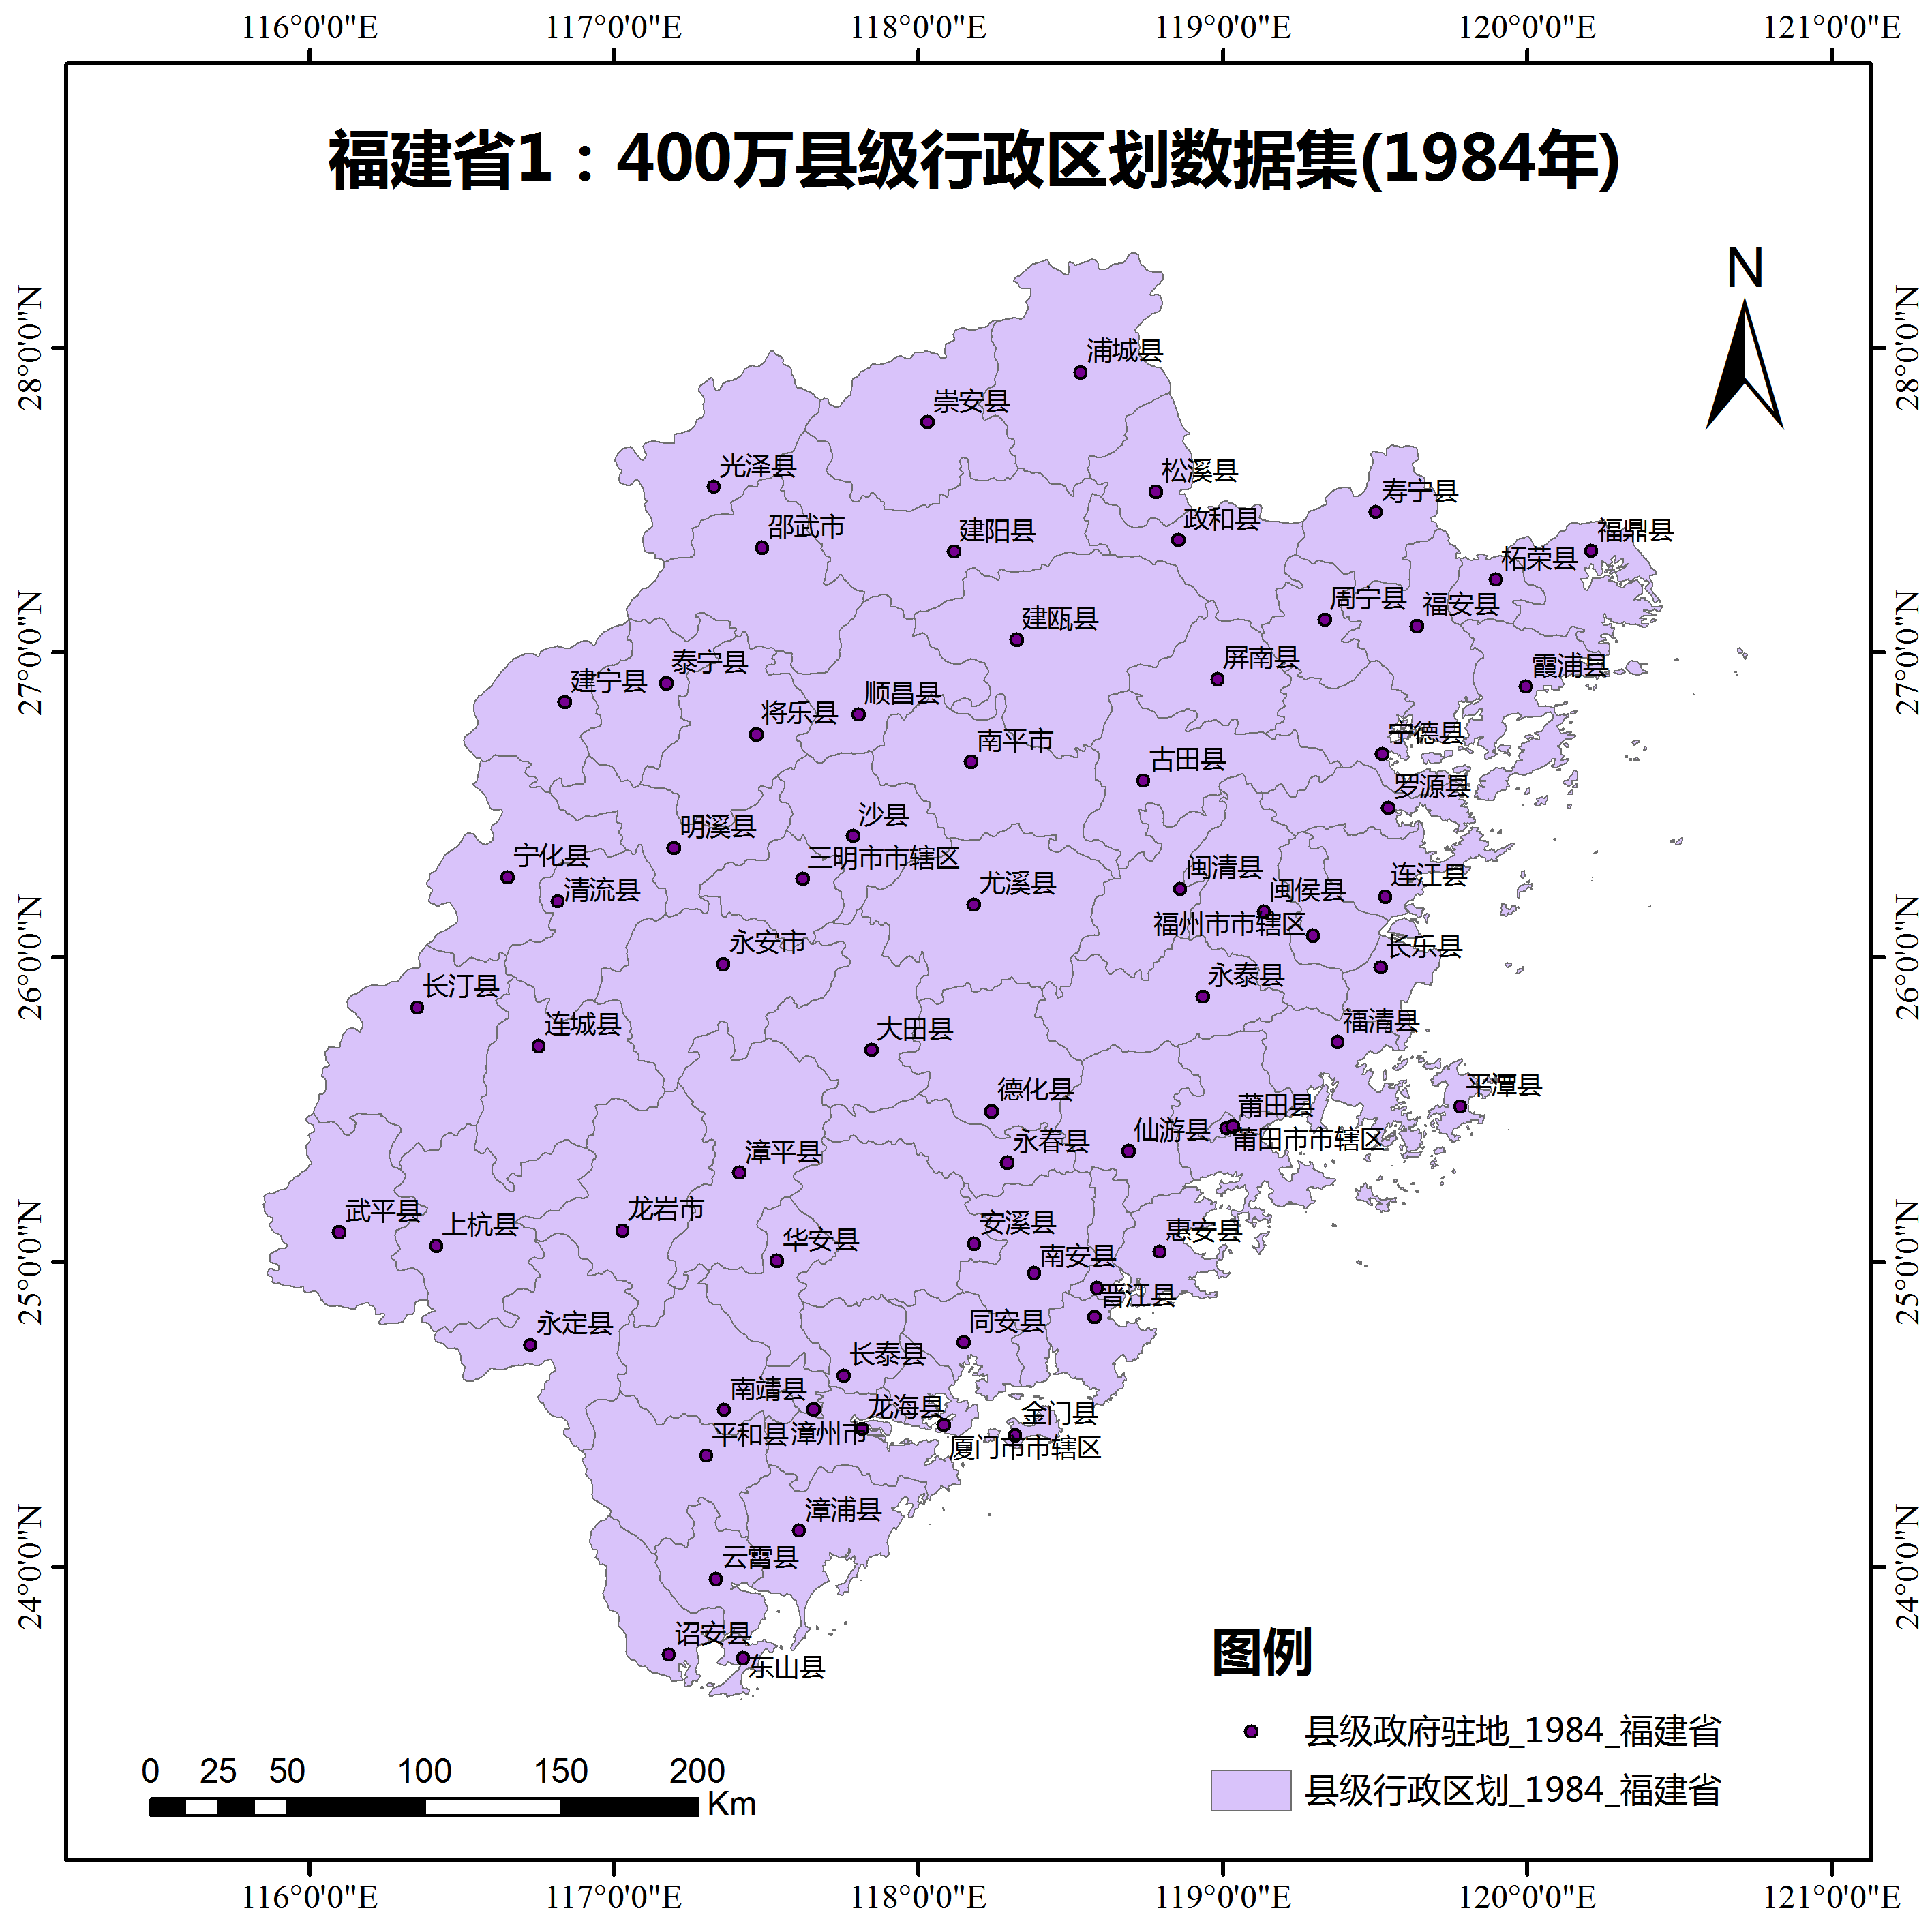 116°0'0"E 117°0'0"E 118°0'0"E 119°0'0"E 120°0'0"E 121°0'0"E
福建省1：400万县级行政区划数据集(1984年)
N
28°0'0"N
28°0'0"N
浦城县
崇安县
光泽县
松溪县
寿宁县
政和县
邵武市
建阳县
福鼎县
柘荣县
周宁县
福安县
建瓯县
27°0'0"N
27°0'0"N
屏南县
泰宁县
霞浦县
建宁县
顺昌县
将乐县
宁德县
南平市
古田县
罗源县
沙县
明溪县
宁化县
三明市市辖区
闽清县
连江县
尤溪县
清流县
闽侯县
福州市市辖区
永安市
长乐县
26°0'0"N
26°0'0"N
永泰县
长汀县
福清县
连城县
大田县
平潭县
德化县
莆田县
仙游县
莆田市市辖区
永春县
漳平县
武平县
龙岩市
上杭县
安溪县
惠安县
华安县
25°0'0"N
25°0'0"N
南安县
晋江县
同安县
永定县
长泰县
南靖县
龙海县
金门县
平和县
漳州市
厦门市市辖区
漳浦县
云霄县
24°0'0"N
24°0'0"N
诏安县
东山县
图例
县级政府驻地_1984_福建省
县级行政区划_1984_福建省
0 25 50 100 150 200
Km
116°0'0"E 117°0'0"E 118°0'0"E 119°0'0"E 120°0'0"E 121°0'0"E